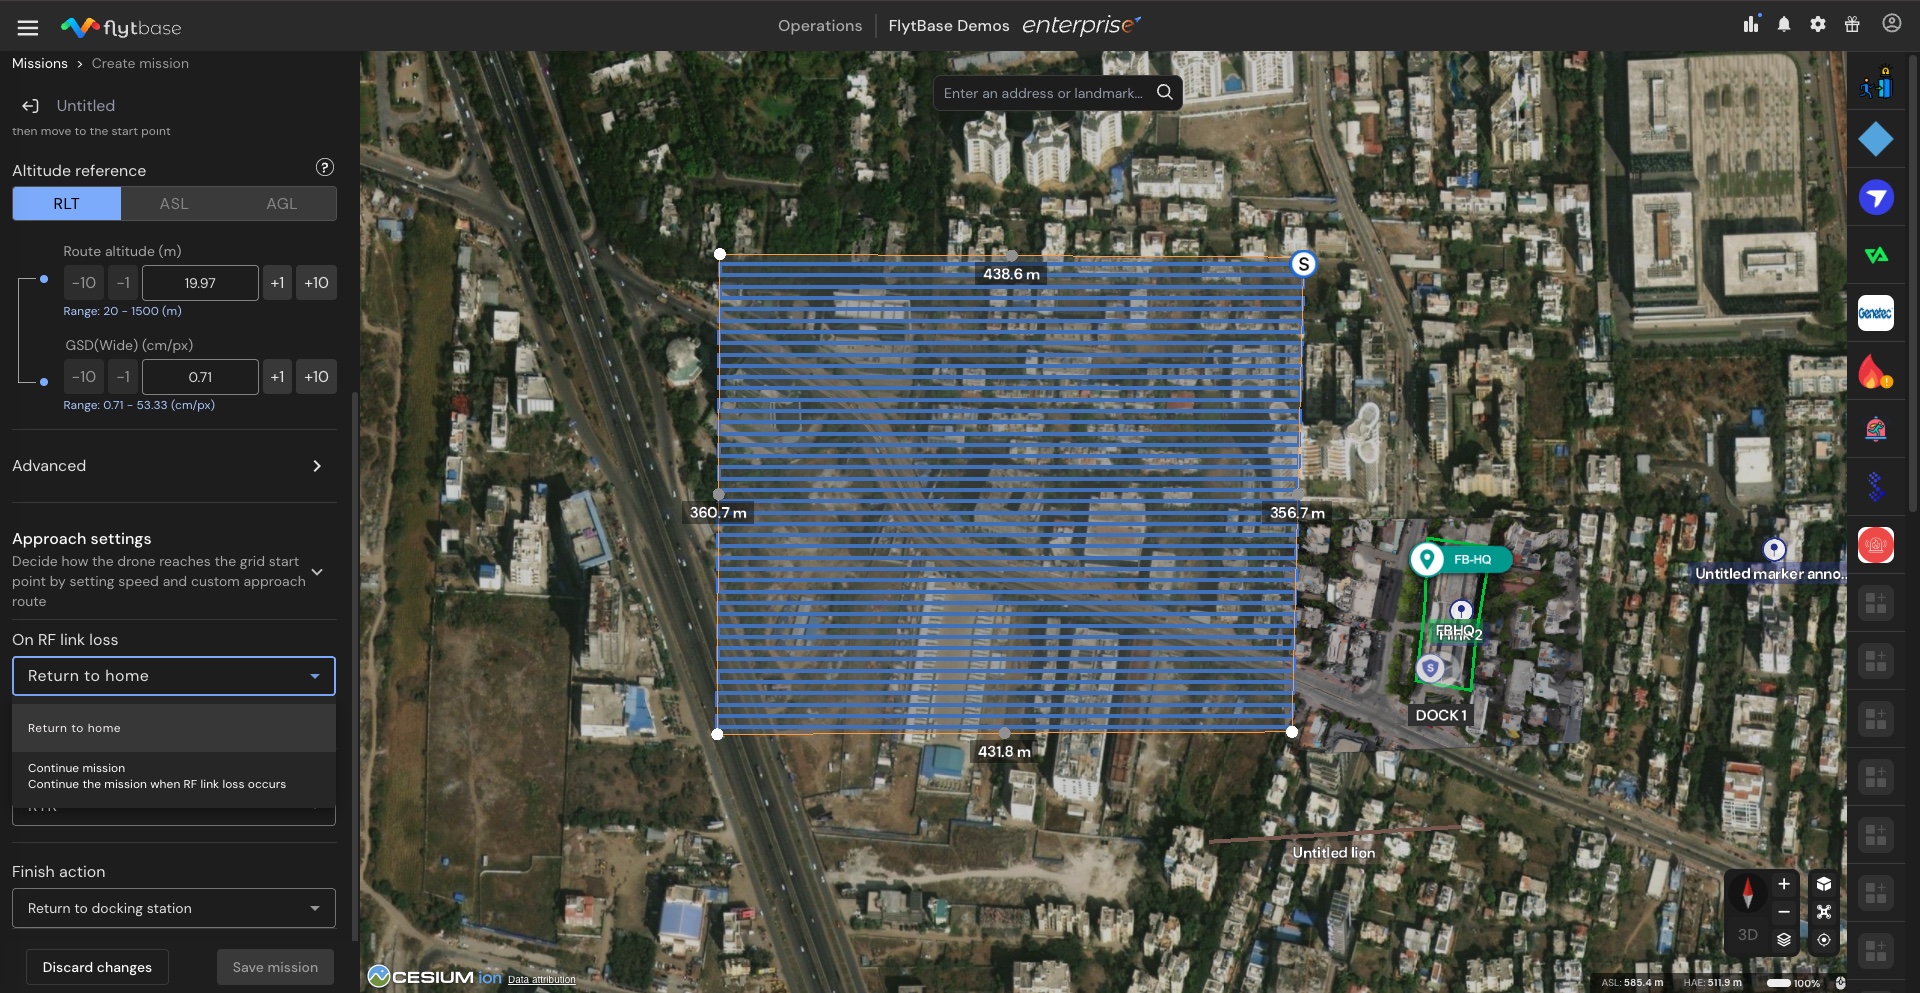 flytbase
Operations
FlytBase Demos enterprise
Missions > Create mission
Untitled
then move to the start point
Altitude reference
?
RLT
ASL
AGL
Route altitude (m)
-10
-1
19.97
+1
+10
Range: 20 - 1500 (m)
GSD(Wide) (cm/px)
-10
-1
0.71
+1
+10
Range: 0.71 - 53.33 (cm/px)
Advanced
Approach settings
Decide how the drone reaches the grid start
point by setting speed and custom approach
route
On RF link loss
Return to home
Return to home
Continue mission
Continue the mission when RF link loss occurs
Finish action
Return to docking station
Discard changes
Save mission
Enter an address or landmark...
438.6 m
S
360.7 m
356.7 m
431.8 m
FB-HQ
FBHQ
S
DOCK 1
Untitled marker anno...
Untitled lion
Genetec
3D
CESIUM ion
Data attribution
ASL: 585.4 m
HAE: 511.9 m
100%